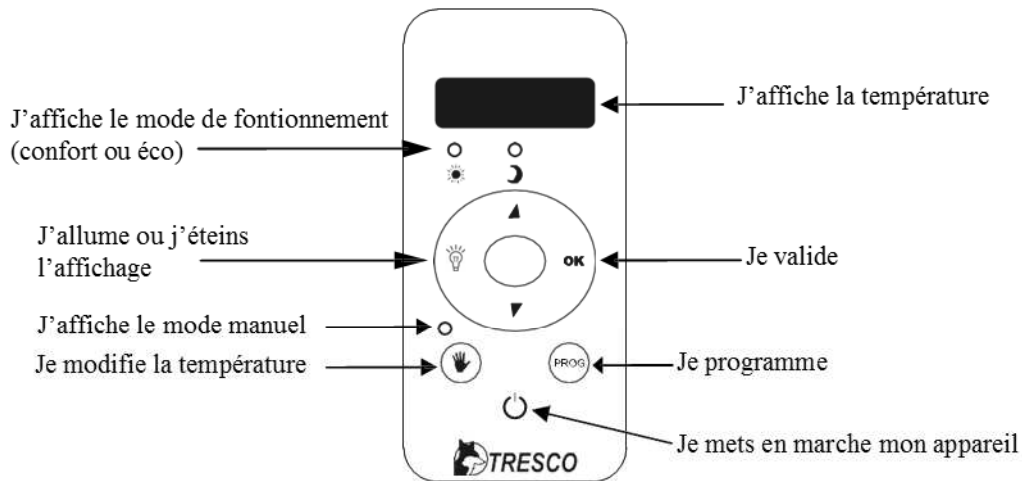 J’affiche la température
J’affiche le mode de fontionnement
(confort ou éco)
J’allume ou j’éteins
l’affichage
OK
Je valide
J’affiche le mode manuel
Je modifie la température
PROG
Je programme
Je mets en marche mon appareil
TRESCO